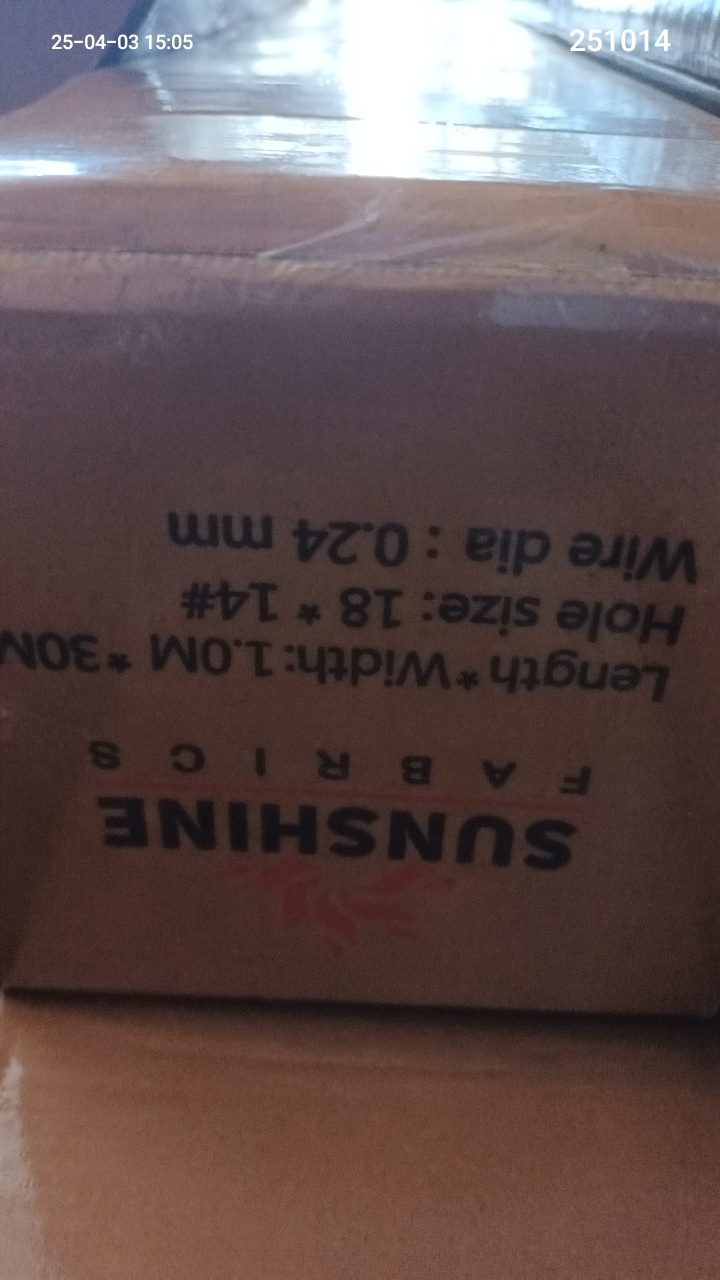 25-04-03 15:05
251014
SUNSHINE
FABRICS
Length*Width:1.0M *30M
Hole size: 18 * 14#
Wire dia : 0.24 mm